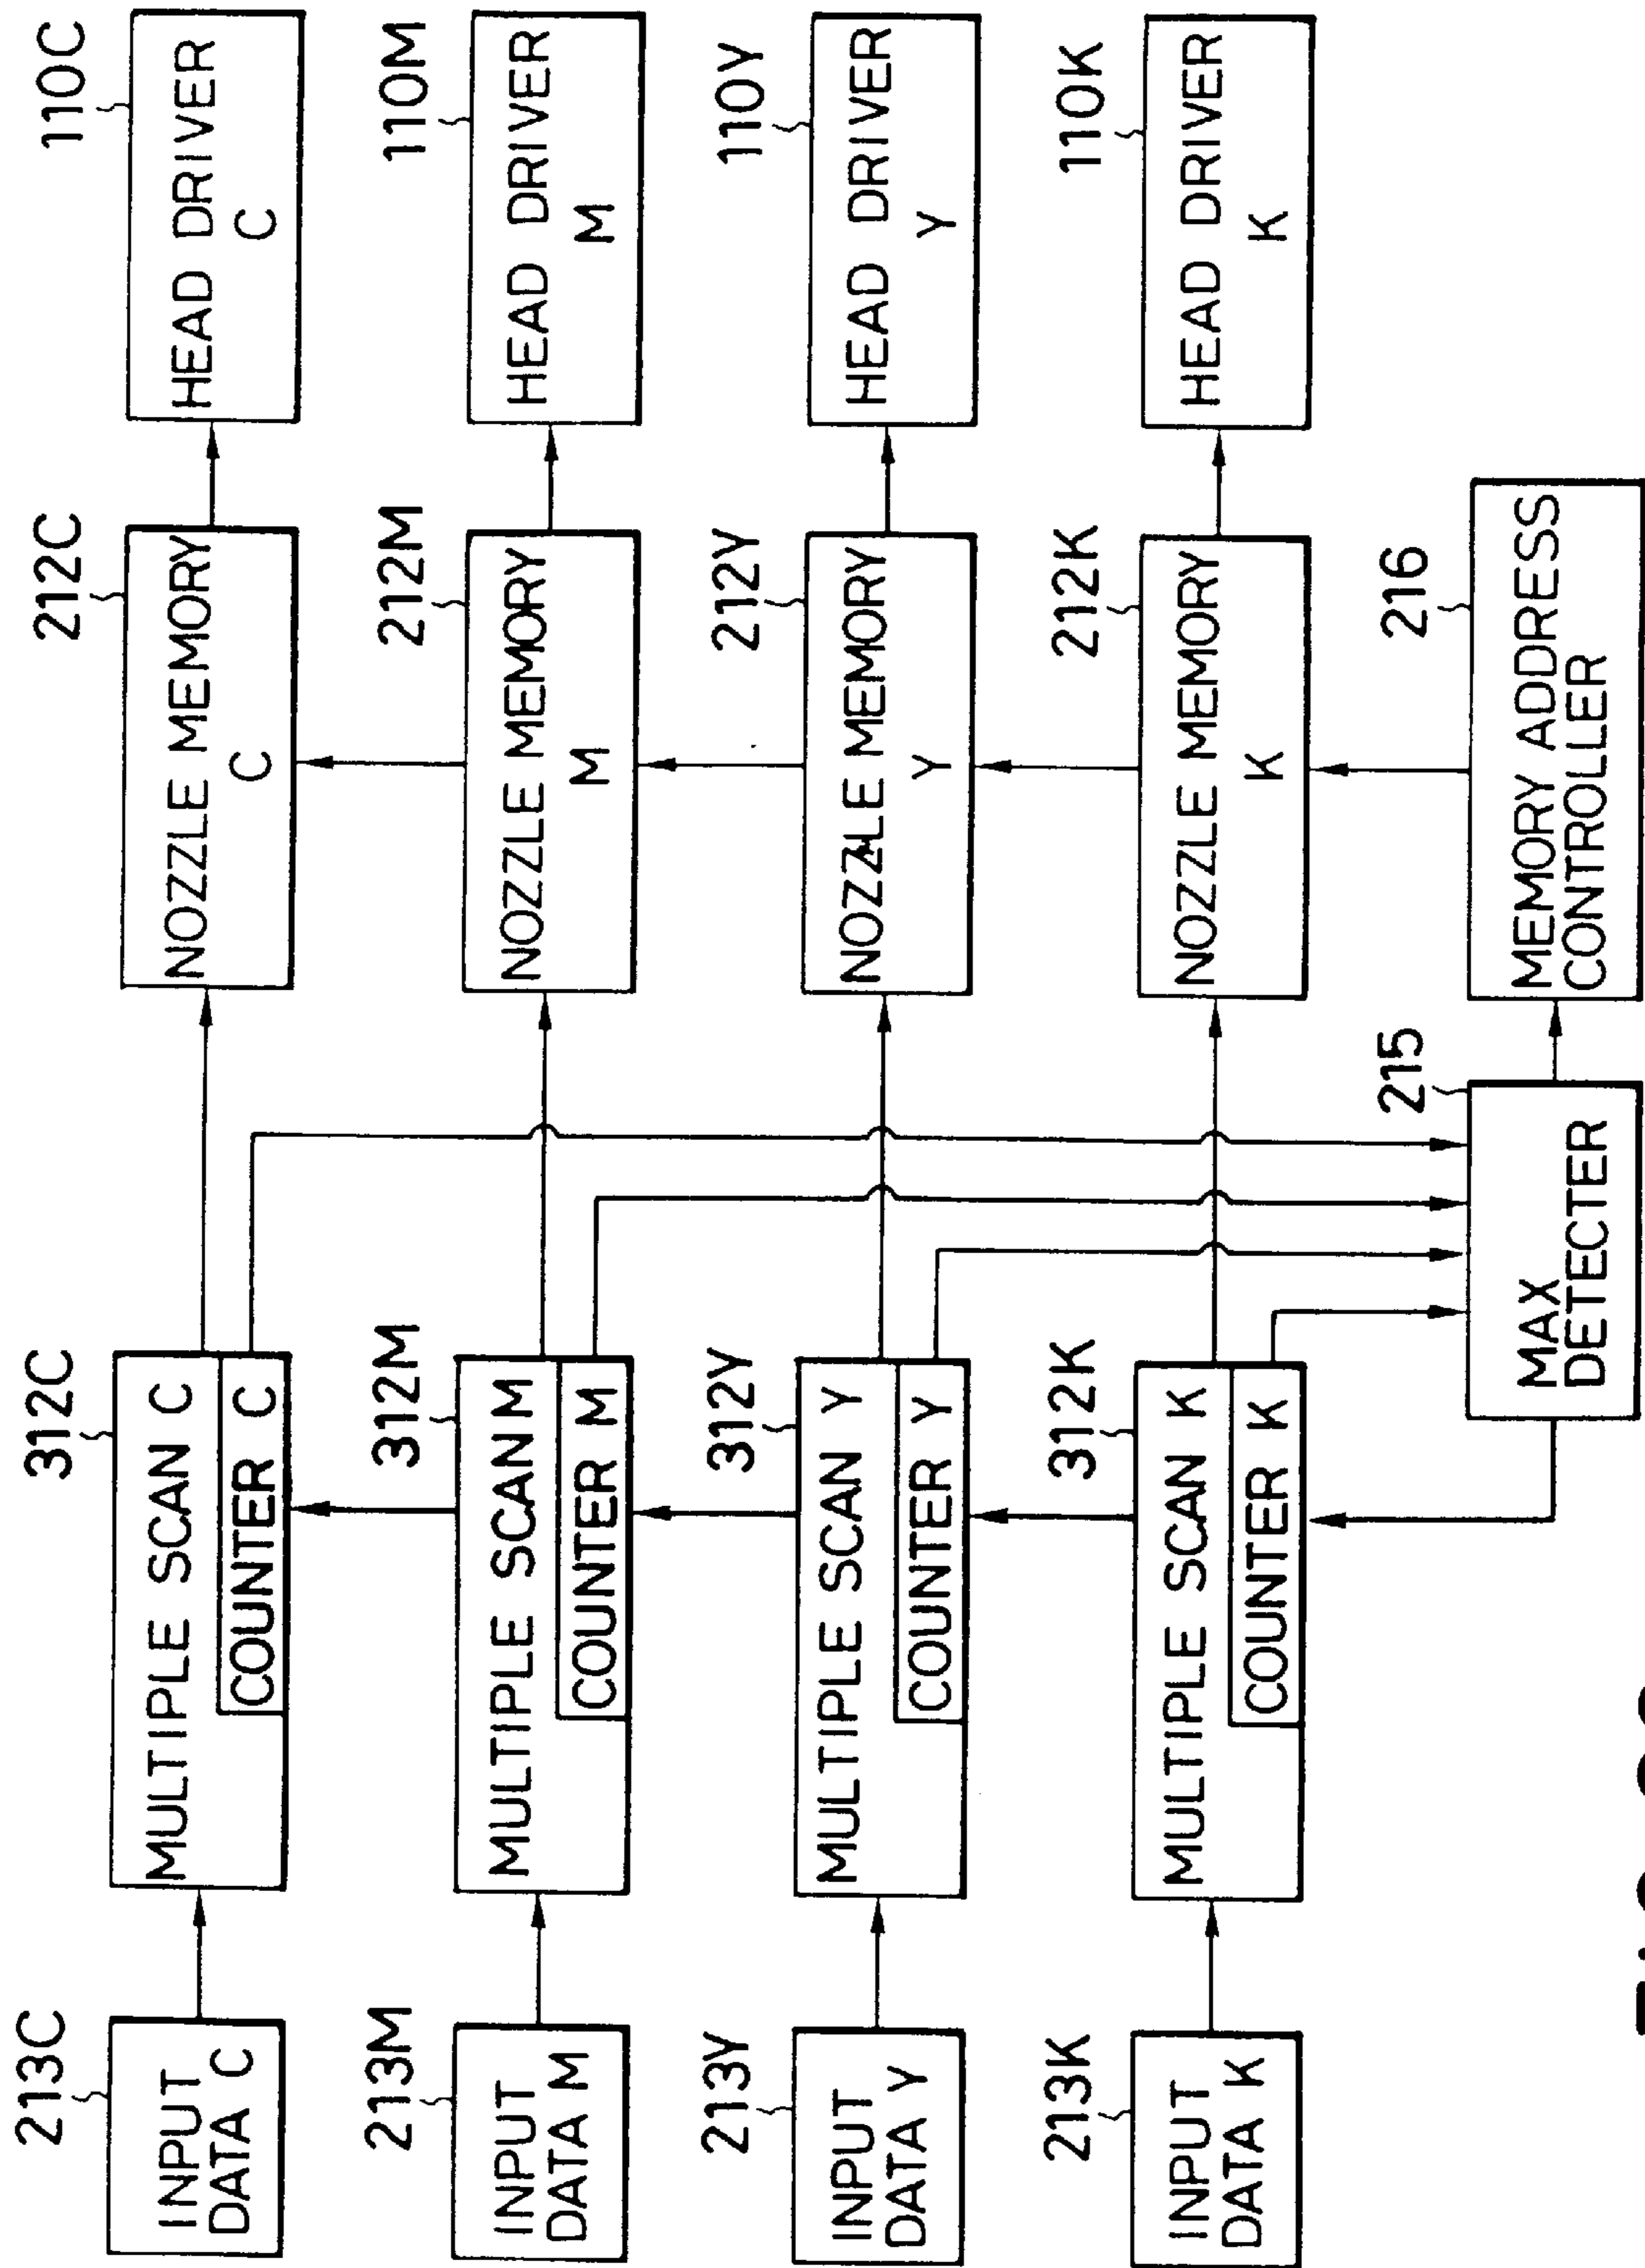 213C
INPUT
DATA C
312C
MULTIPLE SCAN C
COUNTER C
212C
NOZZLE MEMORY
C
110C
HEAD DRIVER
C
213M
INPUT
DATA M
312M
MULTIPLE SCAN M
COUNTER M
212M
NOZZLE MEMORY
M
110M
HEAD DRIVER
M
213Y
INPUT
DATA Y
312Y
MULTIPLE SCAN Y
COUNTER Y
212Y
NOZZLE MEMORY
Y
110Y
HEAD DRIVER
Y
213K
INPUT
DATA K
312K
MULTIPLE SCAN K
COUNTER K
212K
NOZZLE MEMORY
K
110K
HEAD DRIVER
K
215
MAX
DETECTER
216
MEMORY ADDRESS
CONTROLLER